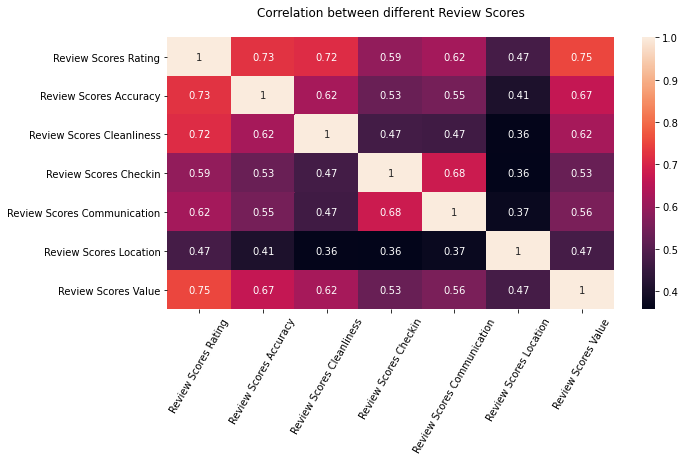 Correlation between different Review Scores
Review Scores Rating 1 0.73 0.72 0.59 0.62 0.47 0.75
Review Scores Accuracy 0.73 1 0.62 0.53 0.55 0.41 0.67
Review Scores Cleanliness 0.72 0.62 1 0.47 0.47 0.36 0.62
Review Scores Checkin 0.59 0.53 0.47 1 0.68 0.36 0.53
Review Scores Communication 0.62 0.55 0.47 0.68 1 0.37 0.56
Review Scores Location 0.47 0.41 0.36 0.36 0.37 1 0.47
Review Scores Value 0.75 0.67 0.62 0.53 0.56 0.47 1
Review Scores Rating
Review Scores Accuracy
Review Scores Cleanliness
Review Scores Checkin
Review Scores Communication
Review Scores Location
Review Scores Value
1.0
0.9
0.8
0.7
0.6
0.5
0.4